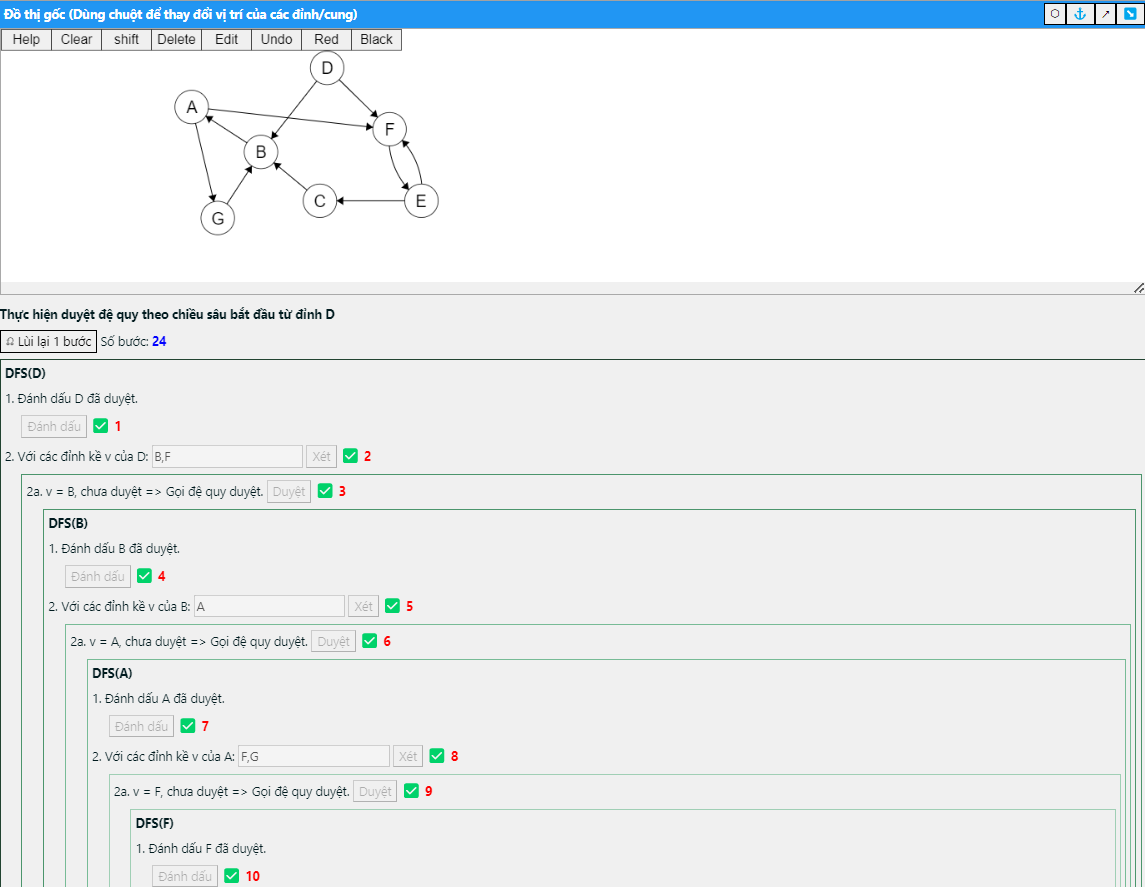 Đồ thị gốc (Dùng chuột để thay đổi vị trí của các đỉnh/cung)
Help Clear shift Delete Edit Undo Red Black
D
A
F
B
C
E
G
Thực hiện duyệt đệ quy theo chiều sâu bắt đầu từ đỉnh D
Lùi lại 1 bước Số bước: 24
DFS(D)
1. Đánh dấu D đã duyệt.
Đánh dấu 1
2. Với các đỉnh kề v của D: B,F Xét 2
2a. v = B, chưa duyệt => Gọi đệ quy duyệt. Duyệt 3
DFS(B)
1. Đánh dấu B đã duyệt.
Đánh dấu 4
2. Với các đỉnh kề v của B: A Xét 5
2a. v = A, chưa duyệt => Gọi đệ quy duyệt. Duyệt 6
DFS(A)
1. Đánh dấu A đã duyệt.
Đánh dấu 7
2. Với các đỉnh kề v của A: F,G Xét 8
2a. v = F, chưa duyệt => Gọi đệ quy duyệt. Duyệt 9
DFS(F)
1. Đánh dấu F đã duyệt.
Đánh dấu 10